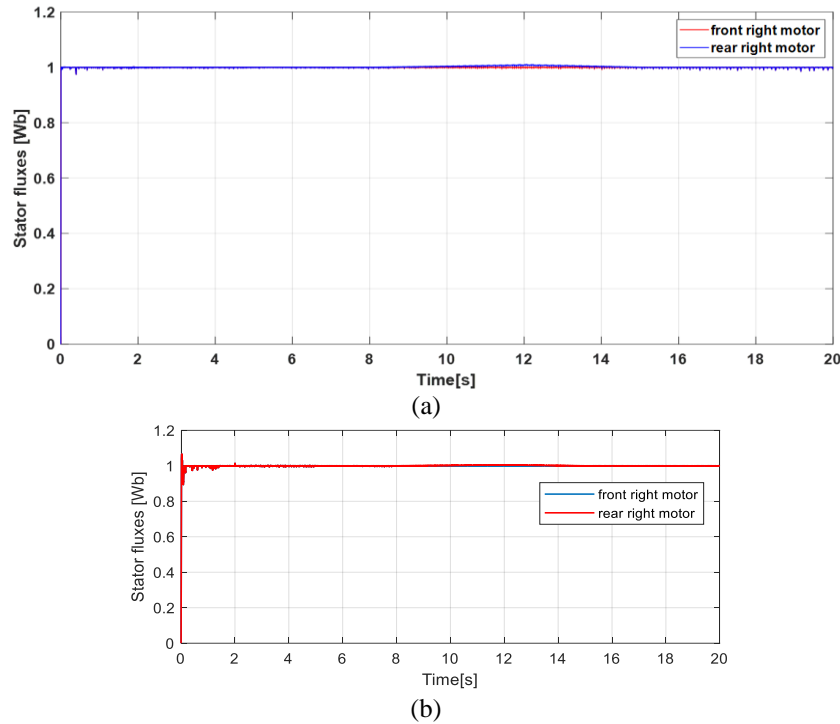 1.2
front right motor
rear right motor
1
0.8
0.6
0.4
0.2
0
Stator fluxes [Wb]
0 2 4 6 8 10 12 14 16 18 20
Time[s]
(a)
1.2
1
0.8
0.6
0.4
0.2
0
Stator fluxes [Wb]
front right motor
rear right motor
0 2 4 6 8 10 12 14 16 18 20
Time[s]
(b)